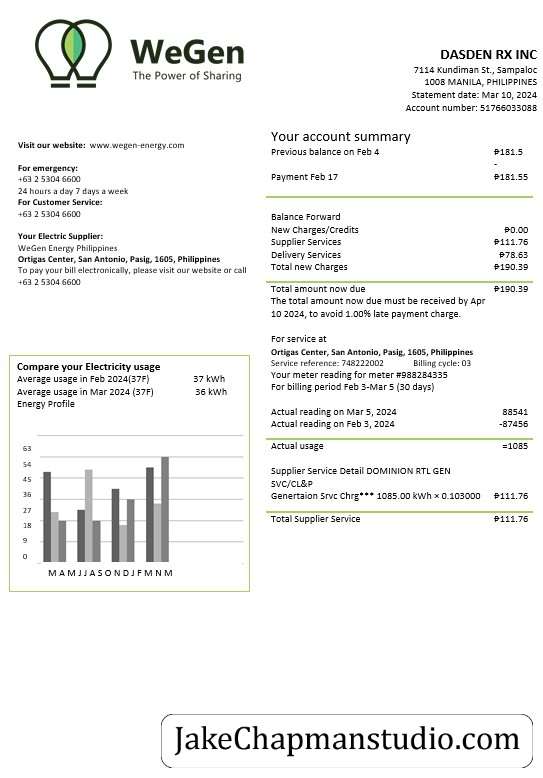 WeGen
The Power of Sharing
DASDEN RX INC
7114 Kundiman St., Sampaloc
1008 MANILA, PHILIPPINES
Statement date: Mar 10, 2024
Account number: 51766033088
Visit our website: www.wegen-energy.com
For emergency:
+63 2 5304 6600
24 hours a day 7 days a week
For Customer Service:
+63 2 5304 6600
Your Electric Supplier:
WeGen Energy Philippines
Ortigas Center, San Antonio, Pasig, 1605, Philippines
To pay your bill electronically, please visit our website or call
+63 2 5304 6600
Your account summary
Previous balance on Feb 4 ₱181.5
-
Payment Feb 17 ₱181.55
Balance Forward
New Charges/Credits ₱0.00
Supplier Services ₱111.76
Delivery Services ₱78.63
Total new Charges ₱190.39
Total amount now due ₱190.39
The total amount now due must be received by Apr
10 2024, to avoid 1.00% late payment charge.
For service at
Ortigas Center, San Antonio, Pasig, 1605, Philippines
Service reference: 748222002 Billing cycle: 03
Your meter reading for meter #988284335
For billing period Feb 3-Mar 5 (30 days)
Actual reading on Mar 5, 2024 88541
Actual reading on Feb 3, 2024 -87456
Actual usage =1085
Supplier Service Detail DOMINION RTL GEN
SVC/CL&P
Genertaion Srvc Chrg*** 1085.00 kWh × 0.103000 ₱111.76
Total Supplier Service ₱111.76
Compare your Electricity usage
Average usage in Feb 2024(37F) 37 kWh
Average usage in Mar 2024 (37F) 36 kWh
Energy Profile
63
54
45
36
27
18
9
0
M A M J J A S O N D J F M N M
JakeChapmanstudio.com